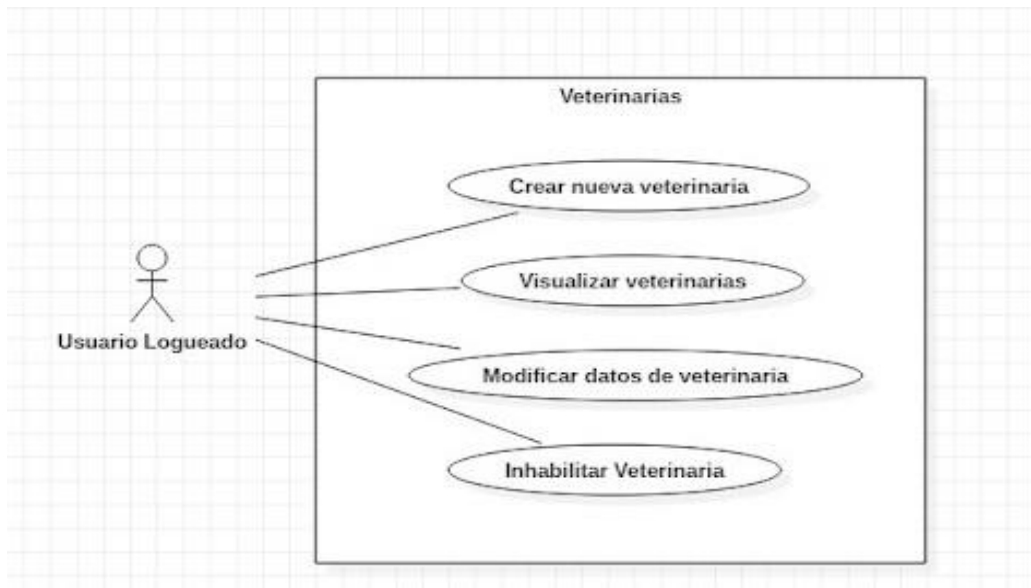 Veterinarias
Crear nueva veterinaria
Visualizar veterinarias
Usuario Logueado
Modificar datos de veterinaria
Inhabilitar Veterinaria